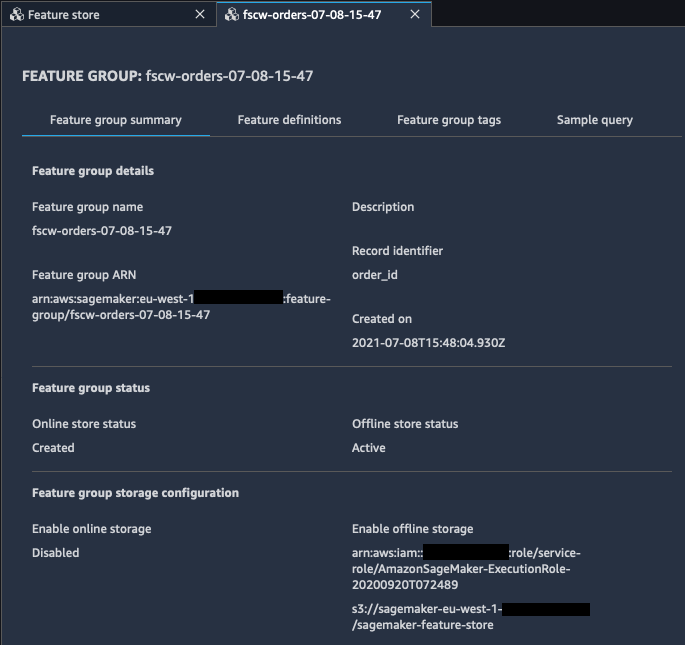 Feature store
fscw-orders-07-08-15-47
FEATURE GROUP: fscw-orders-07-08-15-47
Feature group summary
Feature definitions
Feature group tags
Sample query
Feature group details
Feature group name
fscw-orders-07-08-15-47
Feature group ARN
arn:aws:sagemaker:eu-west-1 :feature-
group/fscw-orders-07-08-15-47
Description
Record identifier
order_id
Created on
2021-07-08T15:48:04.930Z
Feature group status
Online store status
Created
Offline store status
Active
Feature group storage configuration
Enable online storage
Disabled
Enable offline storage
arn:aws:iam:: :role/service-
role/AmazonSageMaker-ExecutionRole-
20200920T072489
s3://sagemaker-eu-west-1-
/sagemaker-feature-store